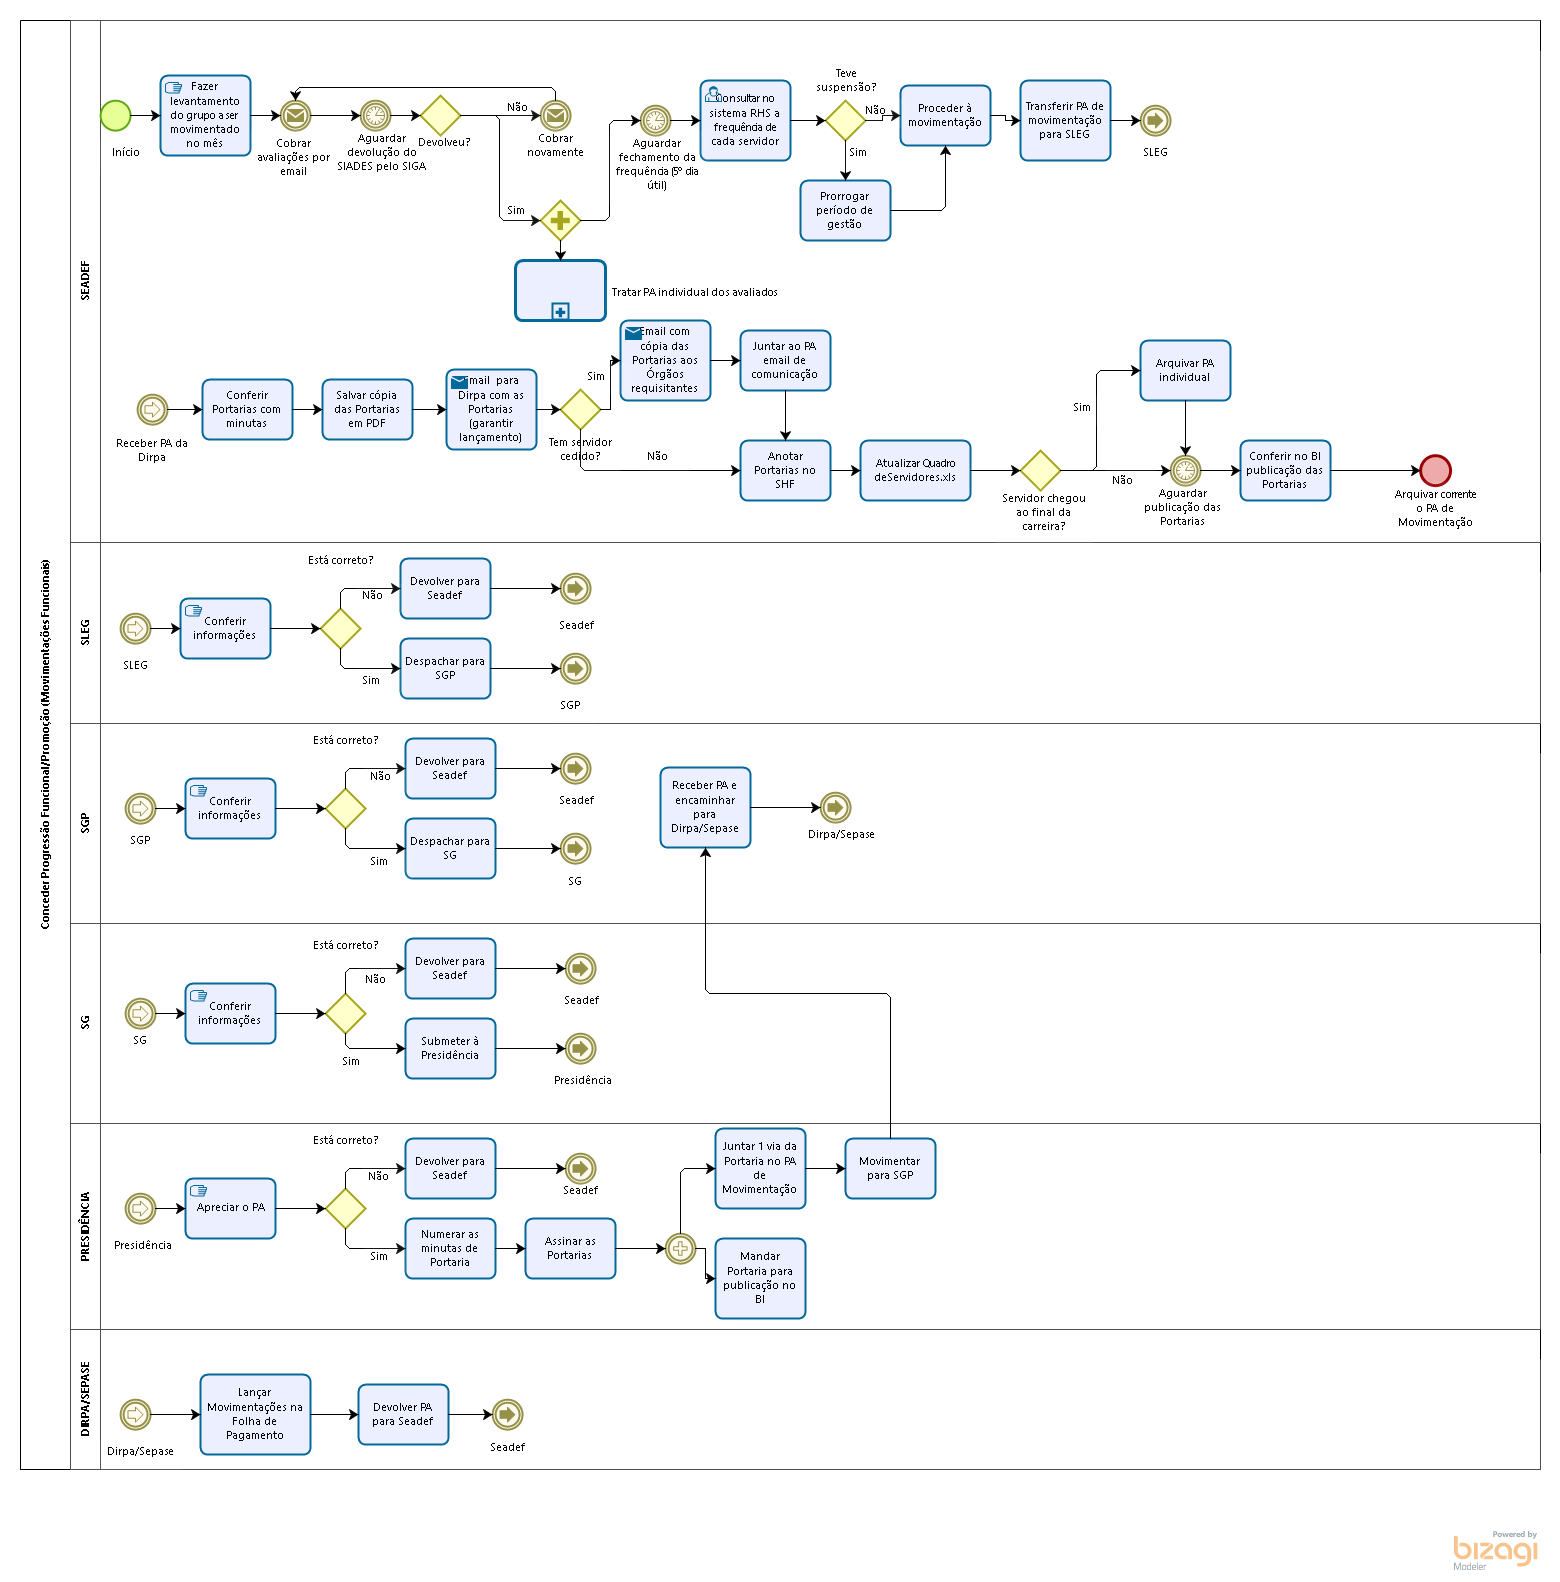 Conceder Progressão Funcional/Promoção (Movimentações Funcionais)
SEADEF
Início
Fazer
levantamento
do grupo aser
movimentado
no mês
Cobrar
avaliações por
email
Aguardar
devolução do
SIADES pelo SIGA
Devolveu?
Não
Cobrar
novamente
Sim
Tratar PA individual dos avaliados
Aguardar
fechamento da
frequência (5º dia
útil)
Consultar no
sistema RHS a
frequência de
cada servidor
Teve
suspensão?
Não
Sim
Prorrogar
período de
gestão
Proceder à
movimentação
Transferir PA de
movimentação
para SLEG
SLEG
Receber PA da
Dirpa
Conferir
Portarias com
minutas
Salvar cópia
das Portarias
em PDF
Email para
Dirpa com as
Portarias
(garantir
lançamento)
Tem servidor
cedido?
Sim
Não
Email com
cópia das
Portarias aos
Órgãos
requisitantes
Juntar ao PA
email de
comunicação
Anotar
Portarias no
SHF
Atualizar Quadro
deServidores.xls
Servidor chegou
ao final da
carreira?
Sim
Não
Arquivar PA
individual
Aguardar
publicação das
Portarias
Conferir no BI
publicação das
Portarias
Arquivar corrente
o PA de
Movimentação
SLEG
SLEG
Conferir
informações
Está correto?
Não
Sim
Devolver para
Seadef
Seadef
Despachar para
SGP
SGP
SGP
SGP
Conferir
informações
Está correto?
Não
Sim
Devolver para
Seadef
Seadef
Despachar para
SG
SG
Receber PA e
encaminhar
para
Dirpa/Sepase
Dirpa/Sepase
SG
SG
Conferir
informações
Está correto?
Não
Sim
Devolver para
Seadef
Seadef
Submeter à
Presidência
Presidência
PRESIDÊNCIA
Presidência
Apreciar o PA
Está correto?
Não
Sim
Devolver para
Seadef
Seadef
Numerar as
minutas de
Portaria
Assinar as
Portarias
Juntar 1 via da
Portaria no PA
de
Movimentação
Movimentar
para SGP
Mandar
Portaria para
publicação no
BI
DIRPA/SEPASE
Dirpa/Sepase
Lançar
Movimentações na
Folha de
Pagamento
Devolver PA
para Seadef
Seadef
Powered by
bizagi
Modeler